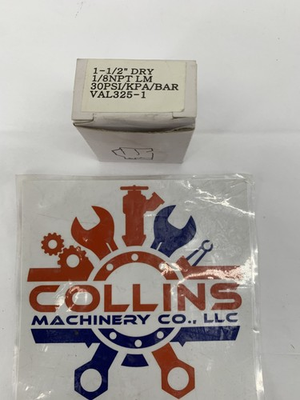 1-1/2" DRY
1/8NPT LM
30PSI/KPA/BAR
VAL325-1
COLLINS
MACHINERY CO., LLC